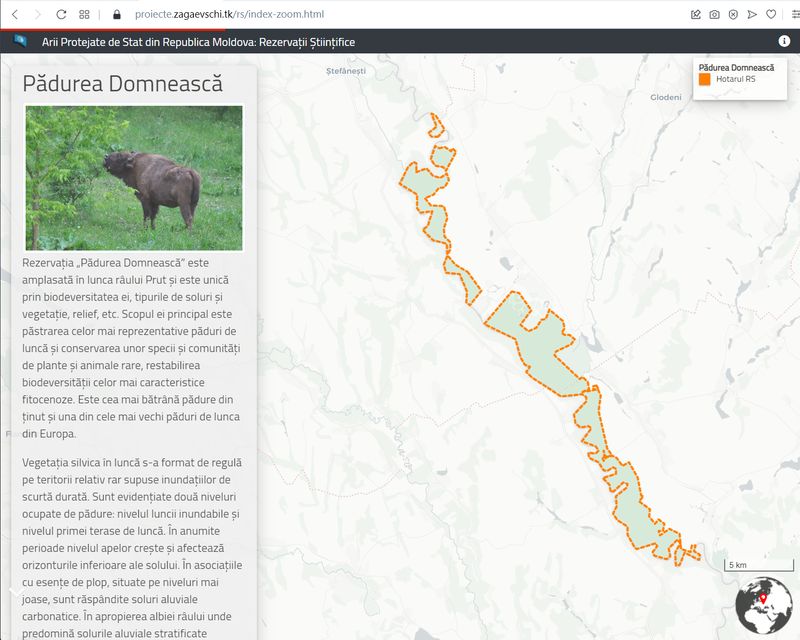 proiecte.zagaevschi.tk/rs/index-zoom.html
Arii Protejate de Stat din Republica Moldova: Rezervații Științifice
Pădurea Domnească
Rezervația „Pădurea Domnească” este
amplasată în lunca râului Prut și este unică
prin biodeversitatea ei, tipurile de soluri și
vegetație, relief, etc. Scopul ei principal este
păstrarea celor mai reprezentative păduri de
luncă și conservarea unor specii și comunități
de plante și animale rare, restabilirea
biodeversității celor mai caracteristice
fitocenoze. Este cea mai bătrână pădure din
ținut și una din cele mai vechi păduri de lunca
din Europa.
Vegetația silvica în luncă s-a format de regulă
pe teritorii relativ rar supuse inundațiilor de
scurtă durată. Sunt evidențiate două niveluri
ocupate de pădure: nivelul luncii inundabile și
nivelul primei terase de luncă. În anumite
perioade nivelul apelor crește și afectează
orizonturile inferioare ale solului. În asociațiile
cu esențe de plop, situate pe niveluri mai
joase, sunt răspândite soluri aluviale
carbonatice. În apropierea albiei râului unde
predomină solurile aluviale stratificate
Ștefănești
Glodeni
Pădurea Domnească
Hotarul RS
5 km